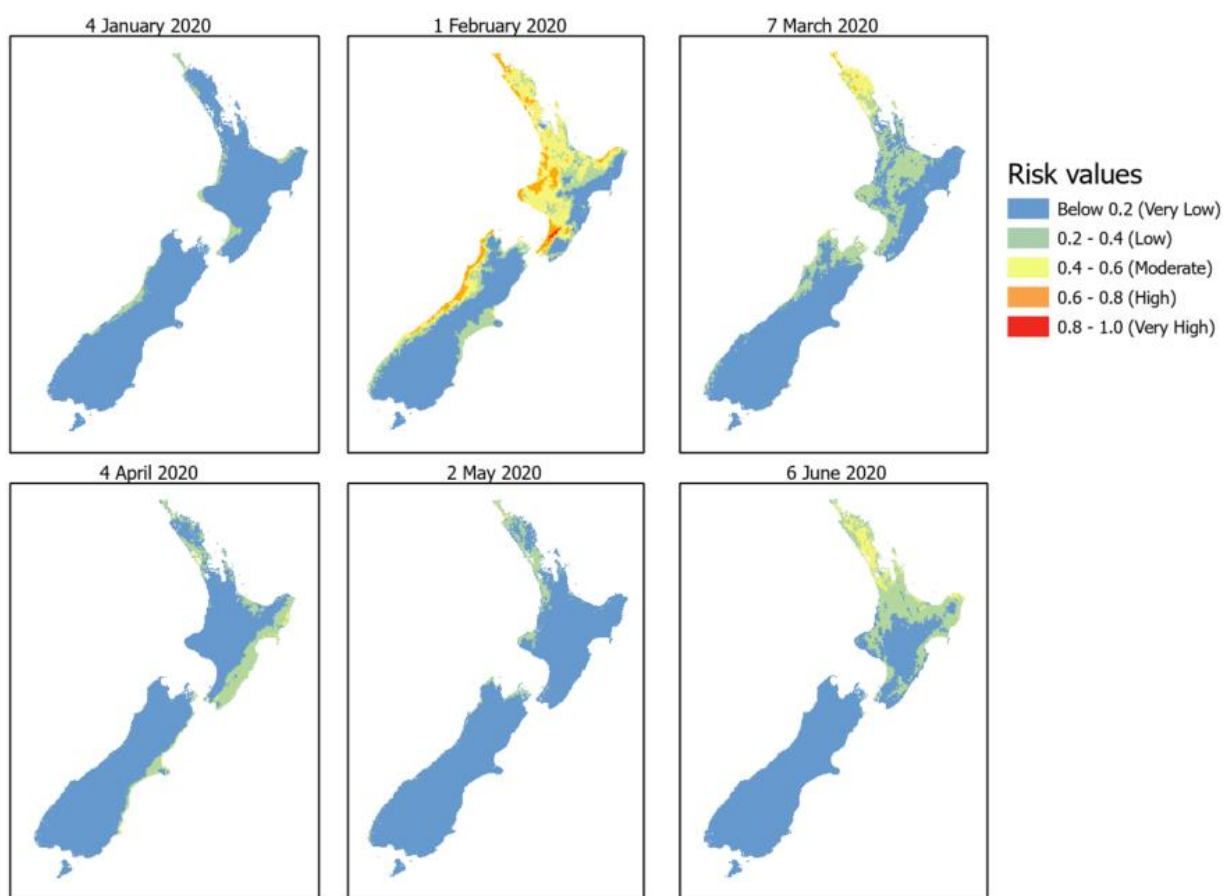 4 January 2020
1 February 2020
7 March 2020
Risk values
Below 0.2 (Very Low)
0.2 - 0.4 (Low)
0.4 - 0.6 (Moderate)
0.6 - 0.8 (High)
0.8 - 1.0 (Very High)
4 April 2020
2 May 2020
6 June 2020